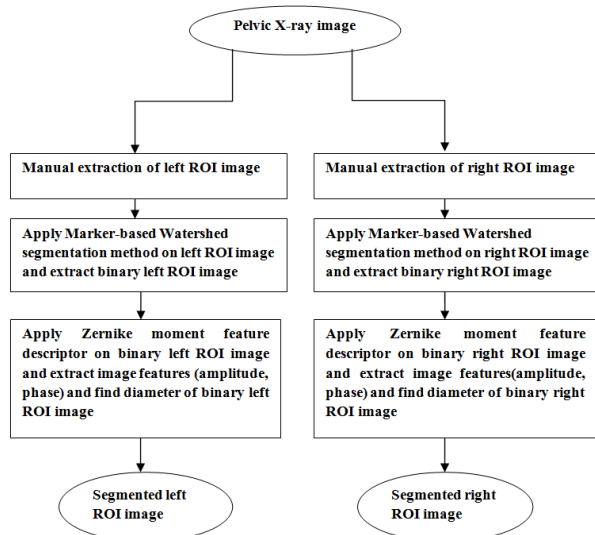 Pelvic X-ray image
Manual extraction of left ROI image
Manual extraction of right ROI image
Apply Marker-based Watershed
segmentation method on left ROI image
and extract binary left ROI image
Apply Marker-based Watershed
segmentation method on right ROI image
and extract binary right ROI image
Apply Zernike moment feature
descriptor on binary left ROI image
and extract image features (amplitude,
phase) and find diameter of binary left
ROI image
Apply Zernike moment feature
descriptor on binary right ROI image
and extract image features(amplitude,
phase) and find diameter of binary right
ROI image
Segmented left
ROI image
Segmented right
ROI image